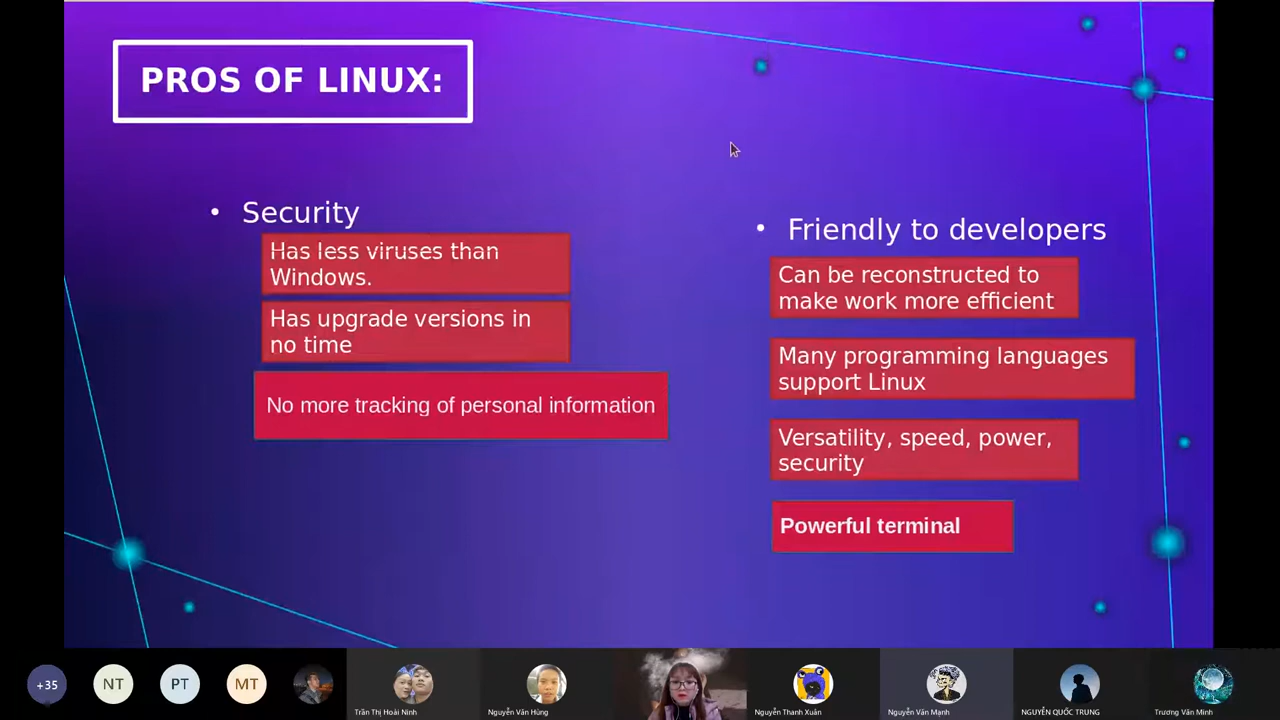 PROS OF LINUX:
• Security
Has less viruses than
Windows.
Has upgrade versions in
no time
No more tracking of personal information
• Friendly to developers
Can be reconstructed to
make work more efficient
Many programming languages
support Linux
Versatility, speed, power,
security
Powerful terminal
+35
NT
PT
MT
Trần Thị Hoài Ninh
Nguyễn Văn Hùng
Nguyễn Thanh Xuân
Nguyễn Văn Mạnh
NGUYỄN QUỐC TRUNG
Trương Văn Minh